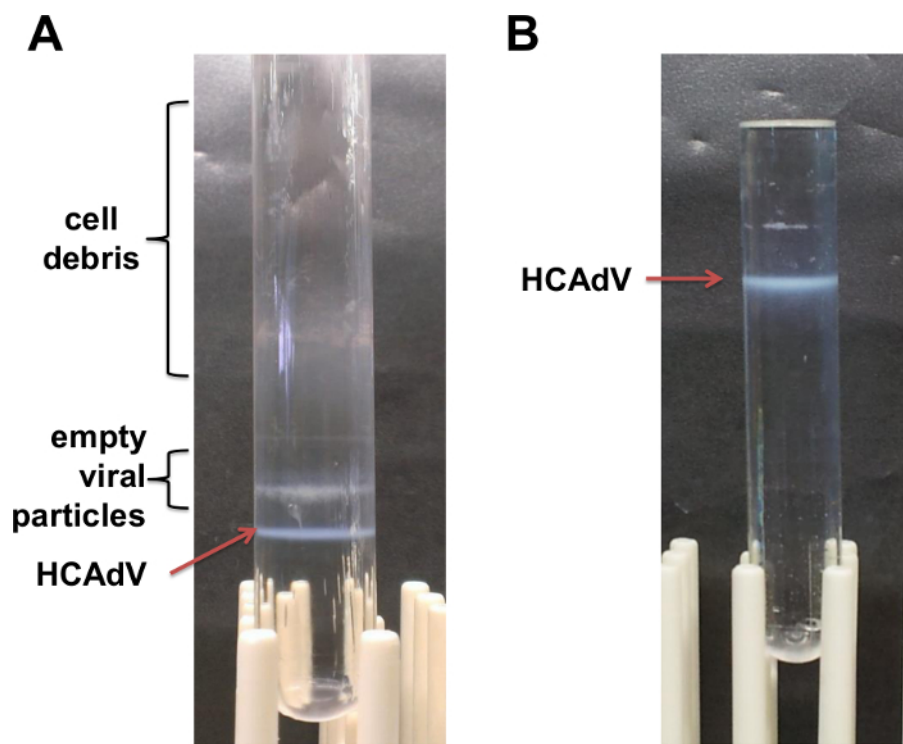 A
cell
debris
empty
viral
particles
HCAdV
B
HCAdV